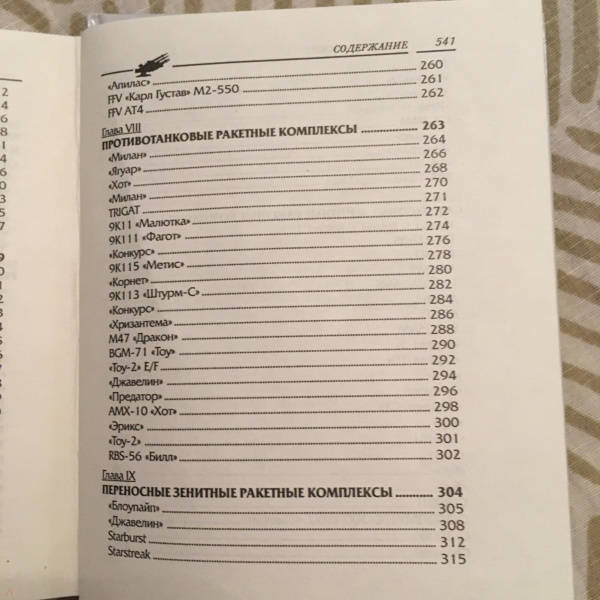 СОДЕРЖАНИЕ 541
«Апилас» 260
FFV «Карл Густав» М2-550 261
FFV AT4 262
Глава VIII
ПРОТИВОТАНКОВЫЕ РАКЕТНЫЕ КОМПЛЕКСЫ 263
«Милан» 264
«Ягуар» 266
«Хот» 268
«Милан» 270
TRIGAT 271
9К11 «Малютка» 272
9К111 «Фагот» 274
«Конкурс» 276
9К115 «Метис» 278
«Корнет» 280
9К113 «Штурм-С» 282
«Конкурс» 284
«Хризантема» 286
М47 «Дракон» 288
BGM-71 «Тоу» 290
«Тоу-2» E/F 292
«Джавелин» 294
«Предатор» 296
AMX-10 «Хот» 298
«Эрикс» 300
«Тоу-2» 301
RBS-56 «Билл» 302
Глава IX
ПЕРЕНОСНЫЕ ЗЕНИТНЫЕ РАКЕТНЫЕ КОМПЛЕКСЫ 304
«Блоупайп» 305
«Джавелин» 308
Starburst 312
Starstreak 315